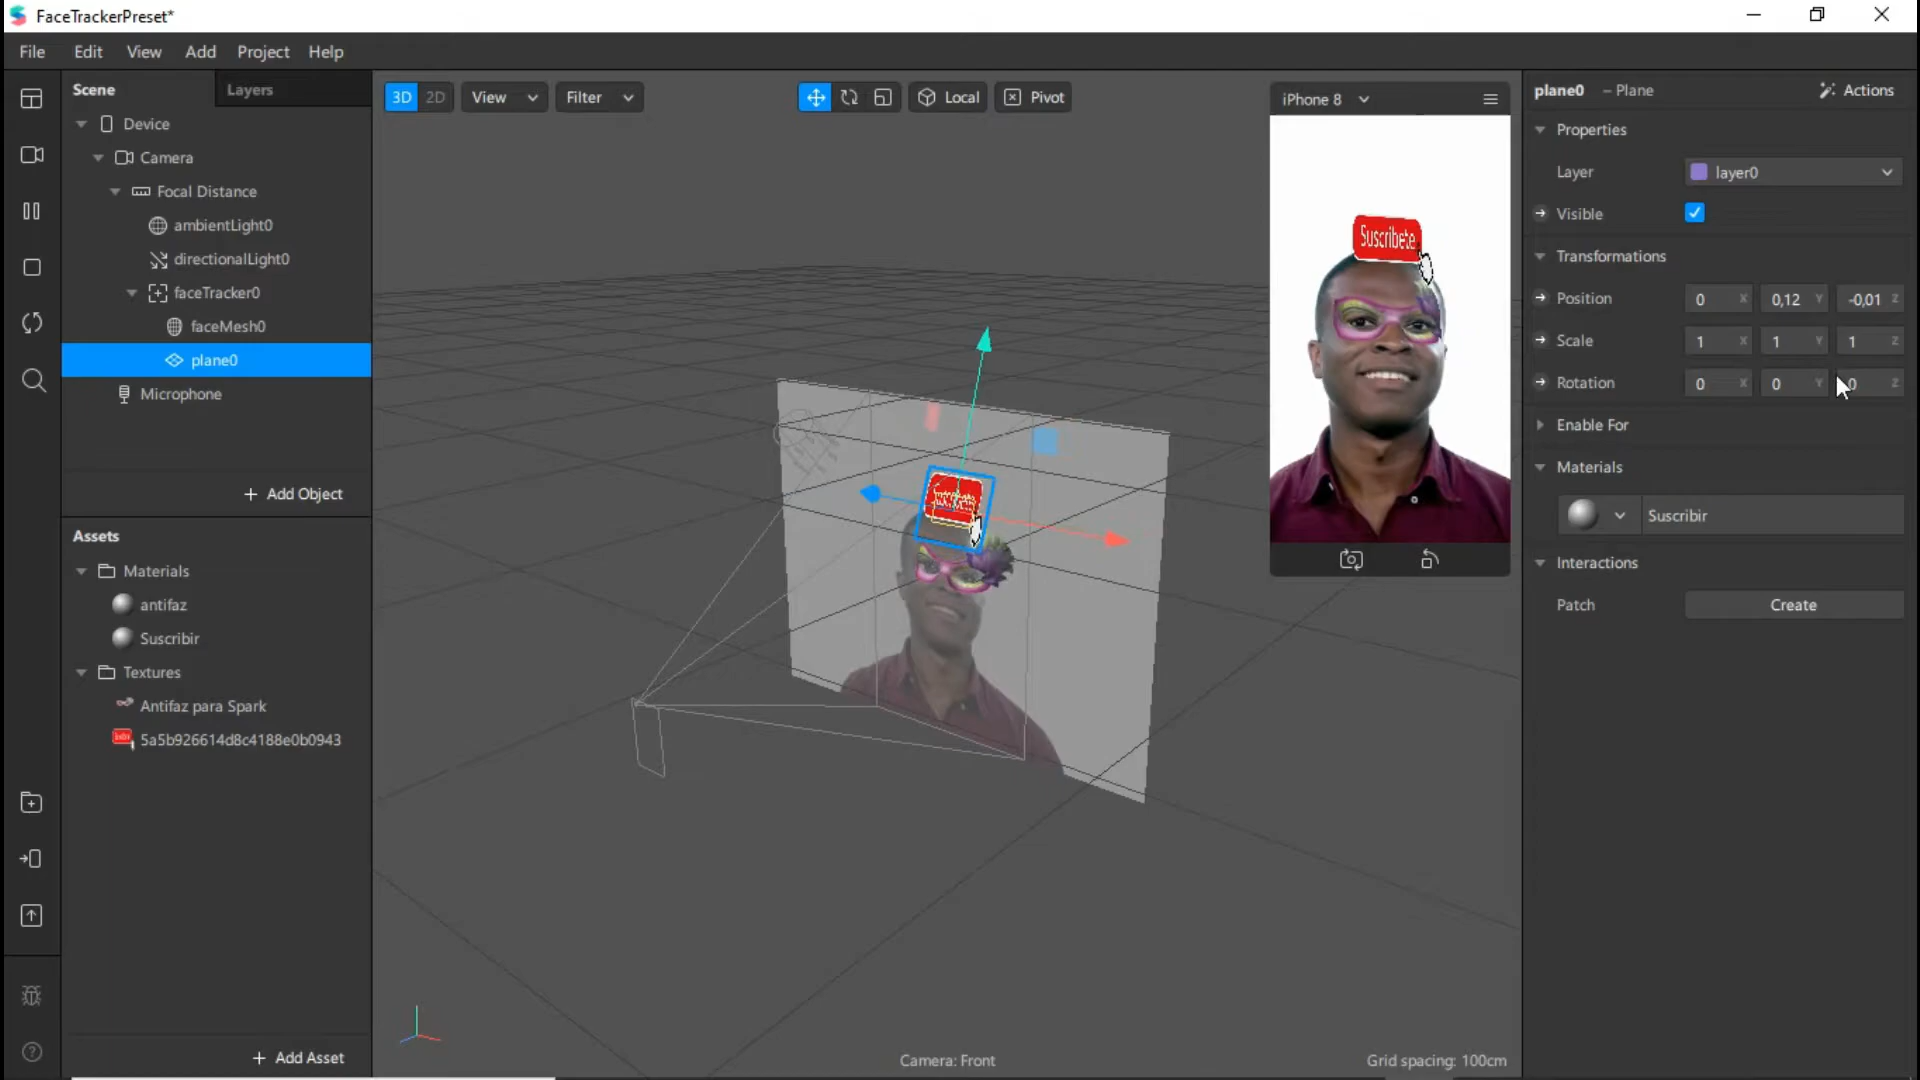 FaceTrackerPreset*
File Edit View Add Project Help
Scene Layers
Device
Camera
Focal Distance
ambientLight0
directionalLight0
faceTracker0
faceMesh0
plane0
Microphone
+ Add Object
Assets
Materials
antifaz
Suscribir
Textures
Antifaz para Spark
5a5b926614d8c4188e0b0943
+ Add Asset
3D 2D View Filter Local Pivot
Camera: Front
Grid spacing: 100cm
iPhone 8
Suscribete
plane0 – Plane Actions
Properties
Layer layer0
Visible
Transformations
Position 0 X 0,12 Y -0,01 Z
Scale 1 X 1 Y 1 Z
Rotation 0 X 0 Y 0 Z
Enable For
Materials
Suscribir
Interactions
Patch Create